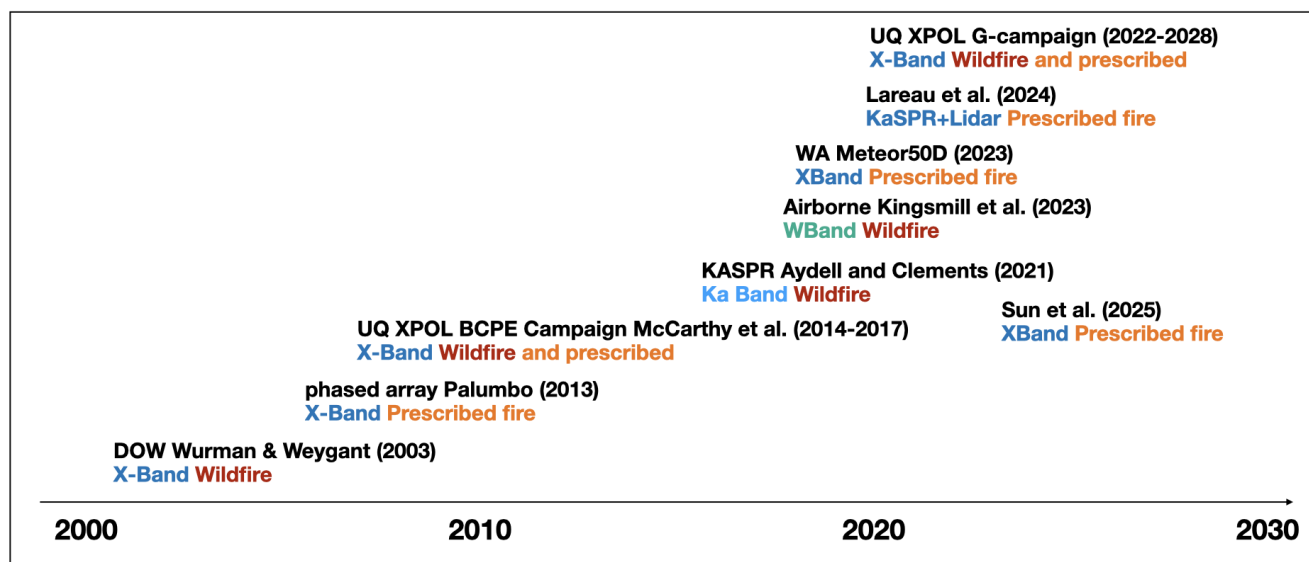 UQ XPOL G-campaign (2022-2028)
X-Band Wildfire and prescribed
Lareau et al. (2024)
KaSPR+Lidar Prescribed fire
WA Meteor50D (2023)
XBand Prescribed fire
Airborne Kingsmill et al. (2023)
WBand Wildfire
KASPR Aydell and Clements (2021)
Ka Band Wildfire
Sun et al. (2025)
XBand Prescribed fire
UQ XPOL BCPE Campaign McCarthy et al. (2014-2017)
X-Band Wildfire and prescribed
phased array Palumbo (2013)
X-Band Prescribed fire
DOW Wurman & Weygant (2003)
X-Band Wildfire
2000 2010 2020 2030